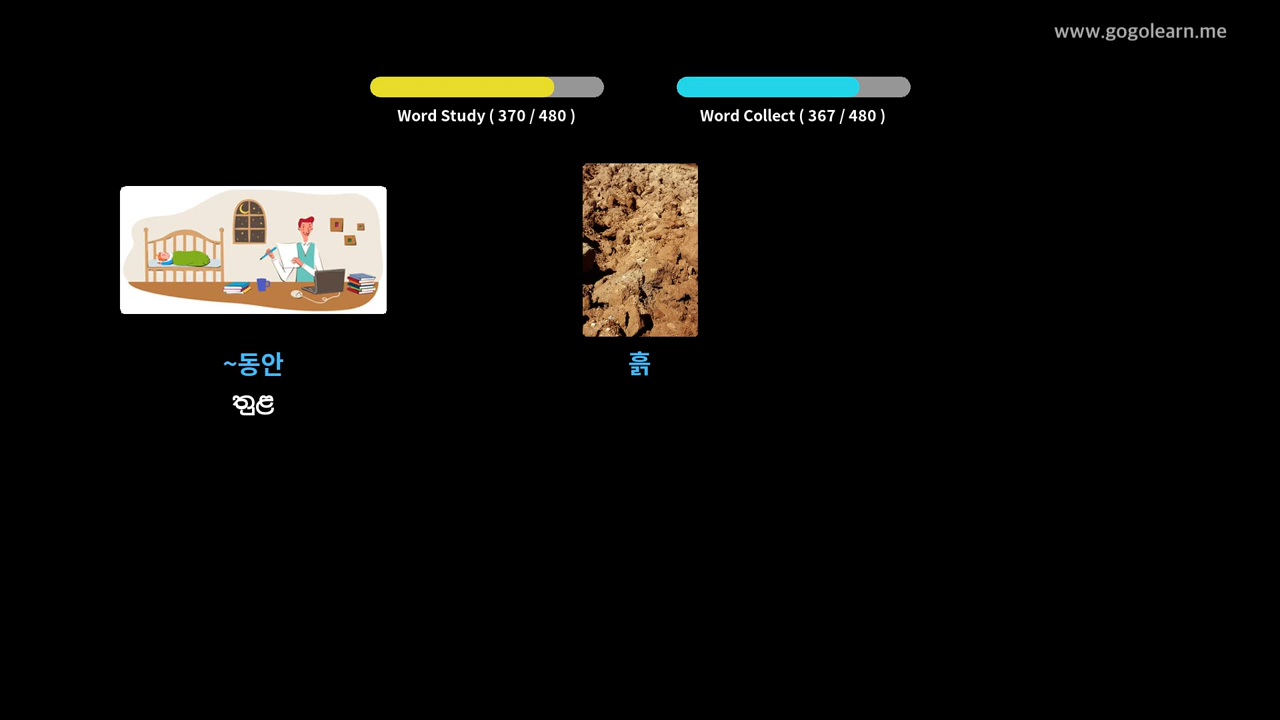 www.gogolearn.me
Word Study ( 370 / 480 )
Word Collect ( 367 / 480 )
~동안
තුළ
흙